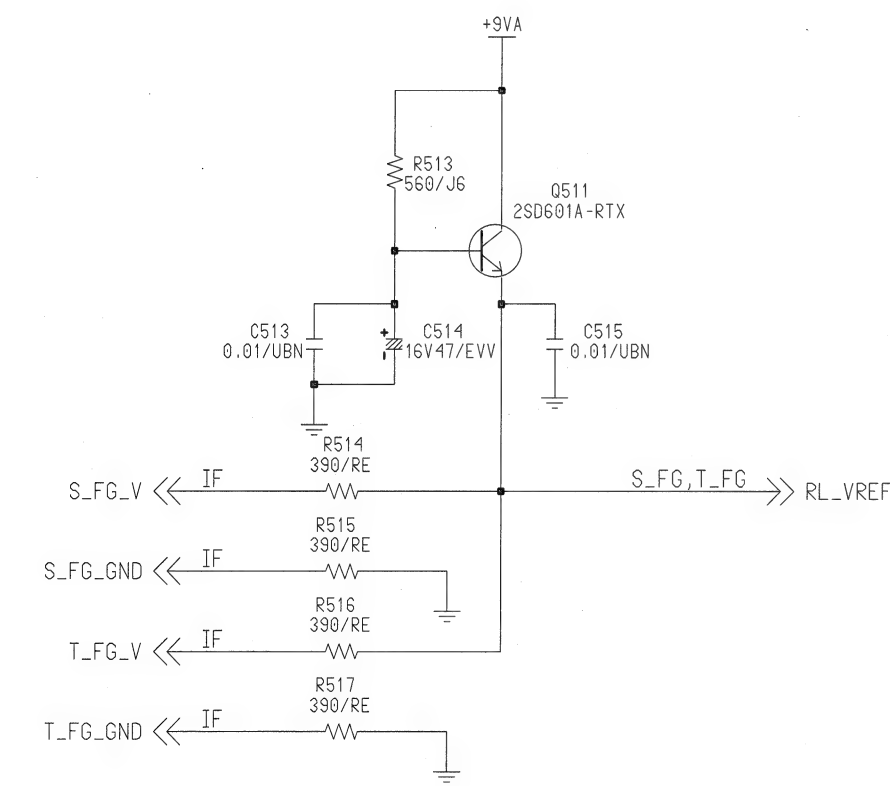 +9VA
R513
560/J6
Q511
2SD601A-RTX
C513
0.01/UBN
+
-
C514
16V47/EVV
C515
0.01/UBN
R514
390/RE
S_FG_V
IF
S_FG,T_FG
RL_VREF
R515
390/RE
S_FG_GND
IF
R516
390/RE
T_FG_V
IF
R517
390/RE
T_FG_GND
IF